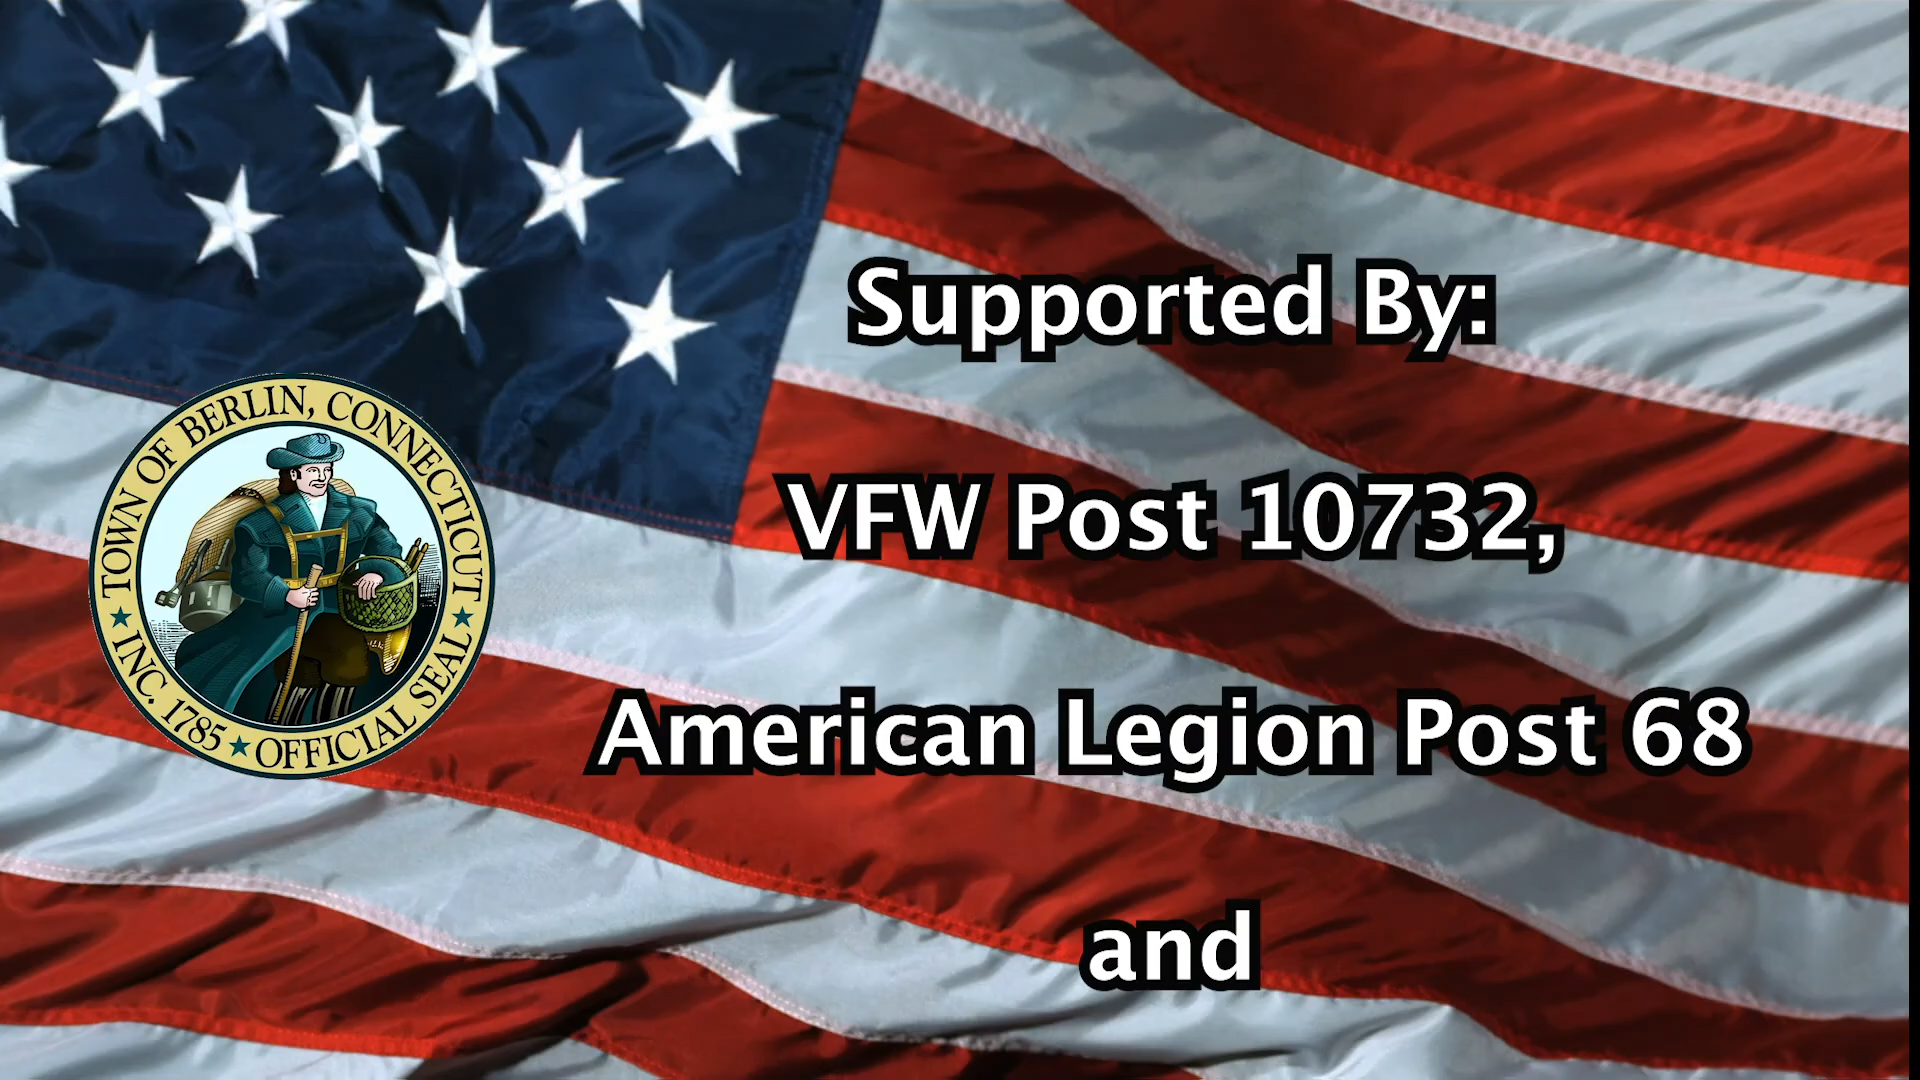 TOWN OF BERLIN, CONNECTICUT
INC. 1785 ★ OFFICIAL SEAL
Supported By:
VFW Post 10732,
American Legion Post 68
and